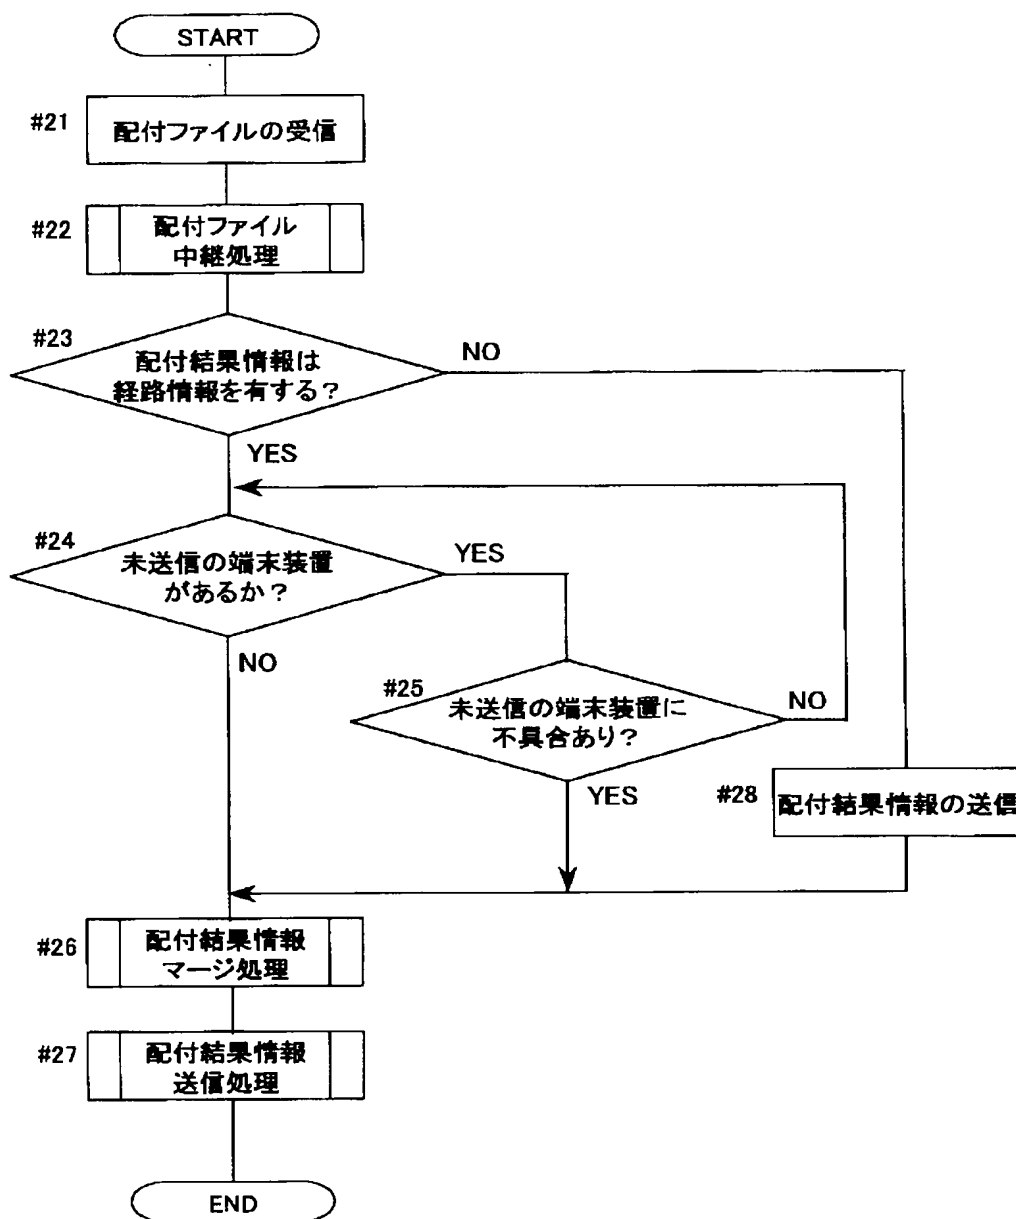 START
#21
配付ファイルの受信
#22
配付ファイル
中継処理
#23
配付結果情報は
経路情報を有する？
NO
YES
#24
未送信の端末装置
があるか？
YES
NO
#25
未送信の端末装置に
不具合あり？
NO
YES
#28
配付結果情報の送信
#26
配付結果情報
マージ処理
#27
配付結果情報
送信処理
END